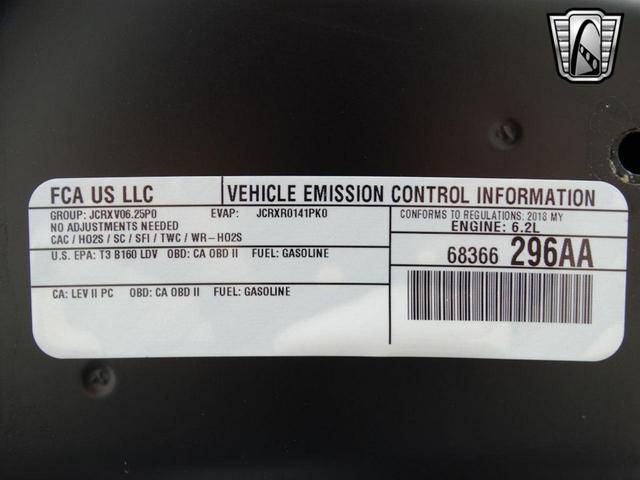 FCA US LLC
VEHICLE EMISSION CONTROL INFORMATION
GROUP: JCRXV06.25P0 EVAP: JCRXR0141PK0
NO ADJUSTMENTS NEEDED
CAC / HO2S / SC / SFI / TWC / WR-HO2S
U.S. EPA: T3 B160 LDV OBD: CA OBD II FUEL: GASOLINE
CA: LEV II PC OBD: CA OBD II FUEL: GASOLINE
CONFORMS TO REGULATIONS: 2018 MY
ENGINE: 6.2L
68366 296AA